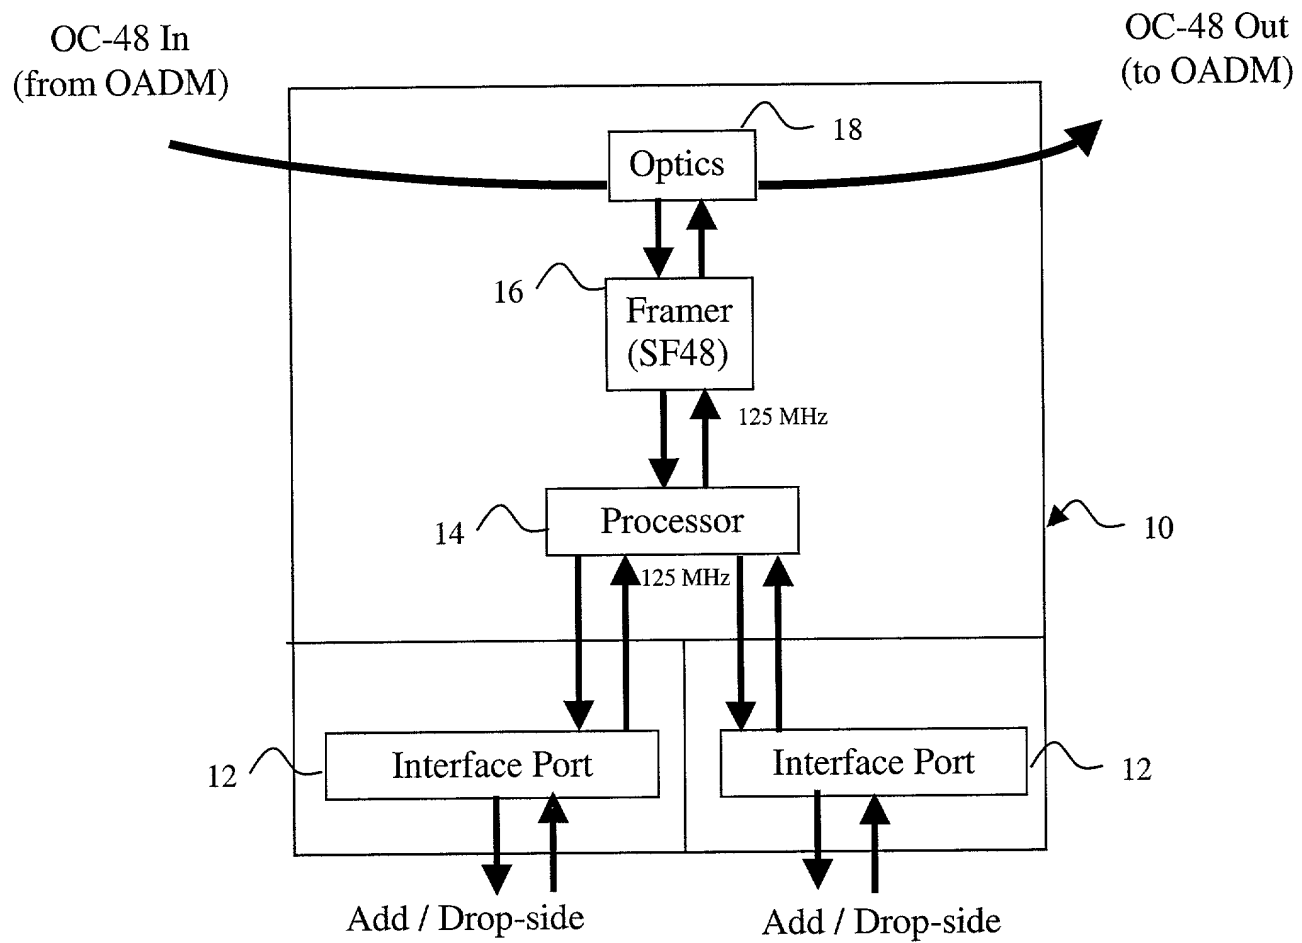 OC-48 In
(from OADM)
OC-48 Out
(to OADM)
18
Optics
16
Framer
(SF48)
125 MHz
14
Processor
10
125 MHz
12
Interface Port
Interface Port
12
Add / Drop-side
Add / Drop-side